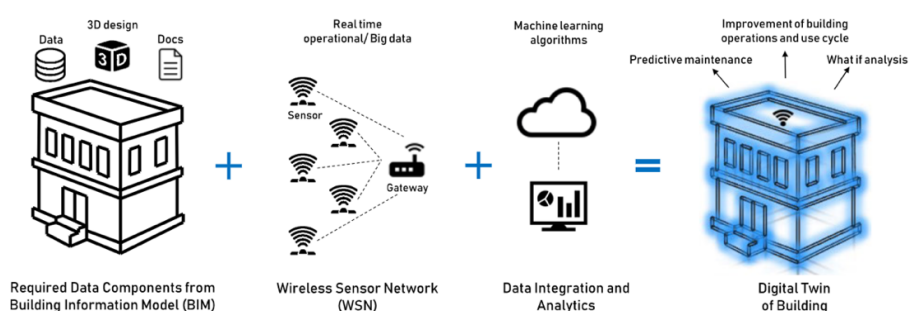 3D design
Data
Docs
3D
Required Data Components from
Building Information Model (BIM)
Real time
operational/ Big data
Sensor
Gateway
Wireless Sensor Network
(WSN)
Machine learning
algorithms
Data Integration and
Analytics
Improvement of building
operations and use cycle
Predictive maintenance
What if analysis
Digital Twin
of Building